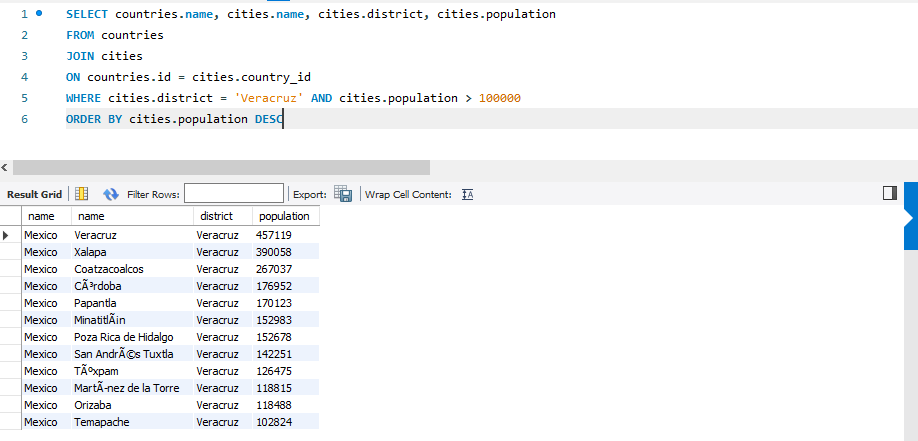 1 SELECT countries.name, cities.name, cities.district, cities.population
2 FROM countries
3 JOIN cities
4 ON countries.id = cities.country_id
5 WHERE cities.district = 'Veracruz' AND cities.population > 100000
6 ORDER BY cities.population DESC
Result Grid Filter Rows: Export: Wrap Cell Content:
name name district population
Mexico Veracruz Veracruz 457119
Mexico Xalapa Veracruz 390058
Mexico Coatzacoalcos Veracruz 267037
Mexico CÃ³rdoba Veracruz 176952
Mexico Papantla Veracruz 170123
Mexico MinatitlÃ¡n Veracruz 152983
Mexico Poza Rica de Hidalgo Veracruz 152678
Mexico San AndrÃ©s Tuxtla Veracruz 142251
Mexico TÃºxpam Veracruz 126475
Mexico MartÃ-nez de la Torre Veracruz 118815
Mexico Orizaba Veracruz 118488
Mexico Temapache Veracruz 102824